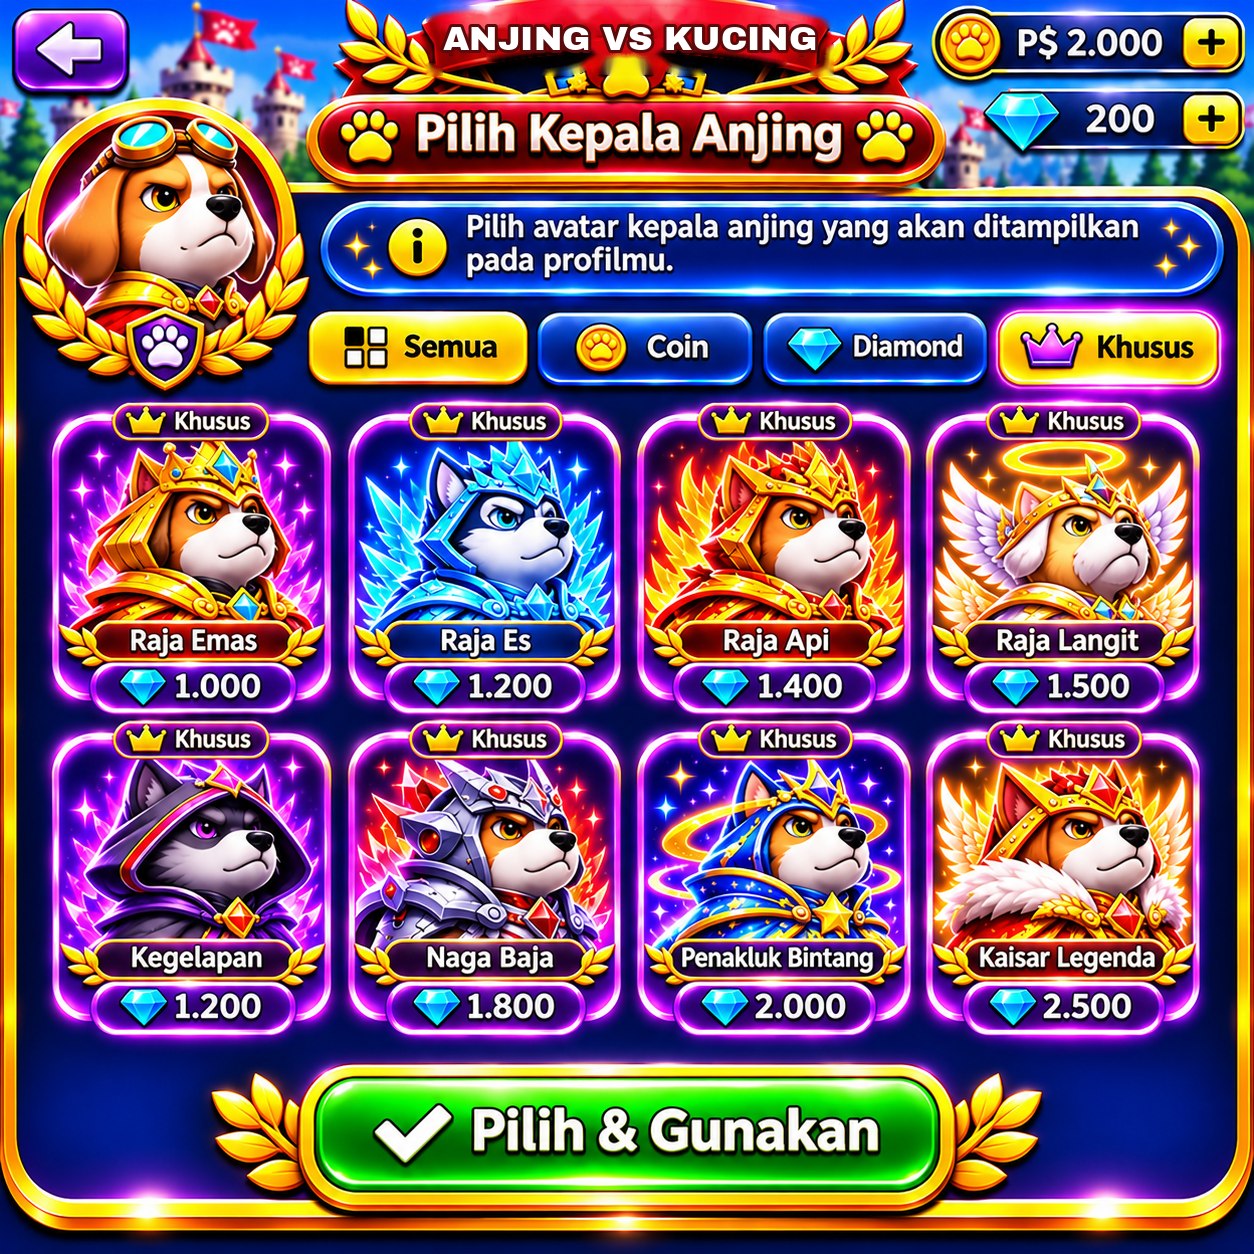 ANJING VS KUCING
P$ 2.000 +
Pilih Kepala Anjing
200 +
i
Pilih avatar kepala anjing yang akan ditampilkan
pada profilmu.
Semua
Coin
Diamond
Khusus
Khusus
Khusus
Khusus
Khusus
Raja Emas
Raja Es
Raja Api
Raja Langit
1.000
1.200
1.400
1.500
Khusus
Khusus
Khusus
Khusus
Kegelapan
Naga Baja
Penakluk Bintang
Kaisar Legenda
1.200
1.800
2.000
2.500
Pilih & Gunakan